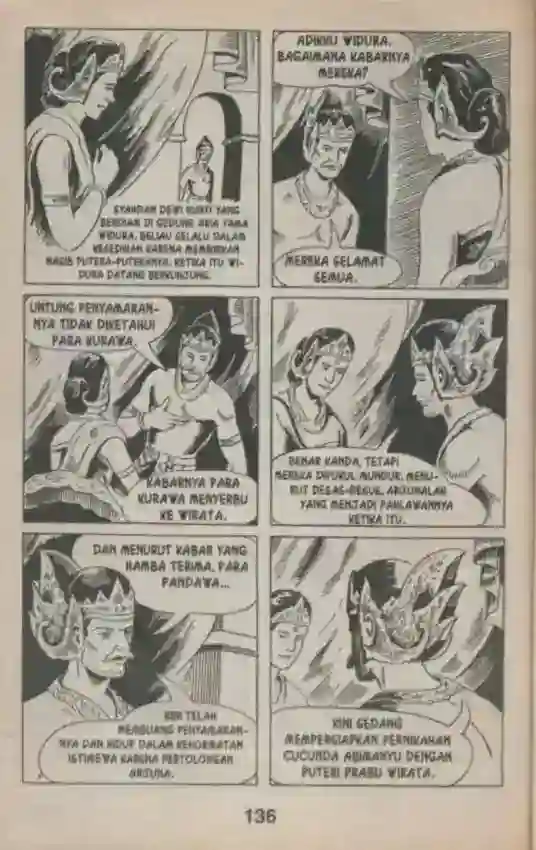 SYAHDAN DEWI KUNTI YANG
BERDIAM DI GEDUNG ARIA YAMA
WIDURA. BELIAU SELALU DALAM
KESEDIHAN KARENA MEMIKIRKAN
NASIB PUTERA-PUTERANYA. KETIKA ITU WI-
DURA DATANG BERKUNJUNG.
ADIKKU WIDURA.
BAGAIMANA KABARNYA
MEREKA?
MEREKA SELAMAT
SEMUA.
UNTUNG PENYAMARAN-
NYA TIDAK DIKETAHUI
PARA KURAWA.
KABARNYA PARA
KURAWA MENYERBU
KE WIRATA.
BENAR KANDA, TETAPI
MEREKA DIPUKUL MUNDUR. MENU-
RUT DESAS-DESUS, ARJUNALAH
YANG MENJADI PAHLAWANNYA
KETIKA ITU.
DAN MENURUT KABAR YANG
HAMBA TERIMA, PARA
PANDAWA...
KINI TELAH
MEMBUANG PENYAMARAN-
NYA DAN HIDUP DALAM KEHORMATAN
ISTIMEWA KARENA PERTOLONGAN
ARJUNA.
KINI SEDANG
MEMPERSIAPKAN PERNIKAHAN
CUCUNDA ABIMANYU DENGAN
PUTERI PRABU WIRATA.
136